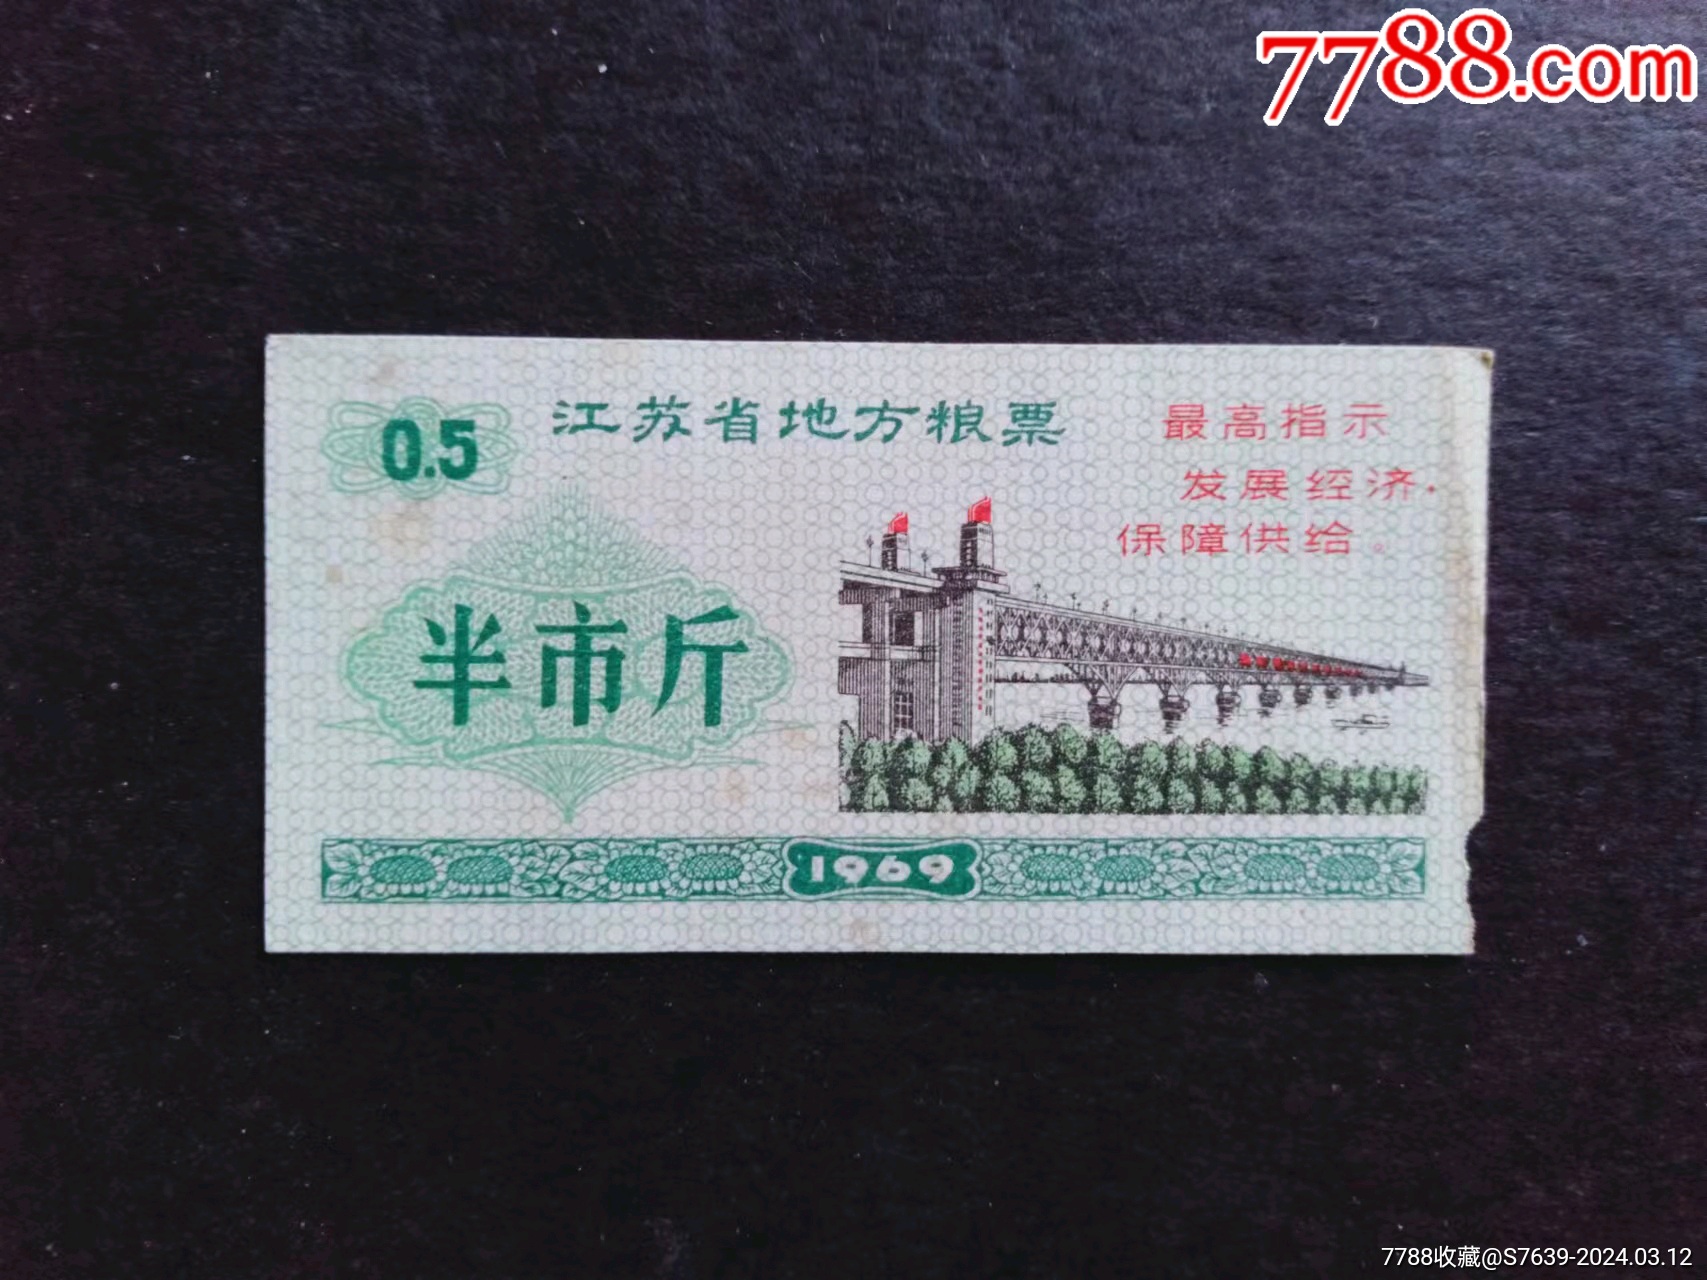 7788.com
0.5
江苏省地方粮票
最高指示
发展经济.
保障供给。
半市斤
1969
7788收藏@S7639-2024.03.12